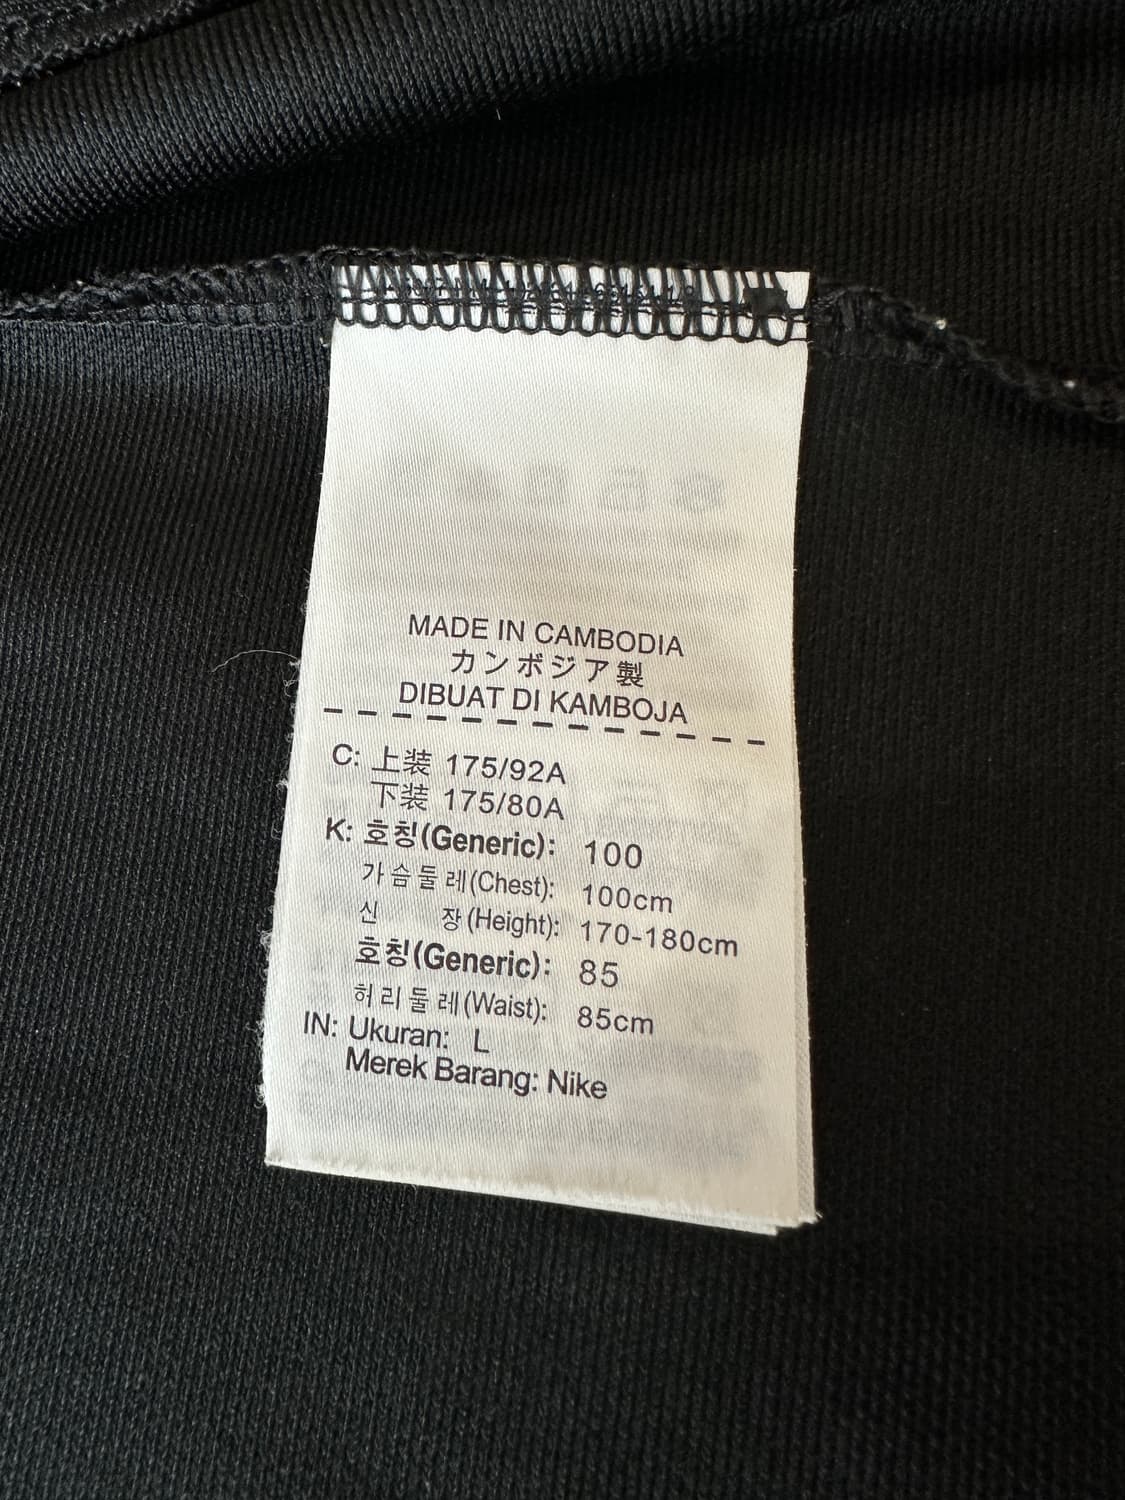 MADE IN CAMBODIA
カンボジア製
DIBUAT DI KAMBOJA
C: 上装 175/92A
下装 175/80A
K: 호칭(Generic): 100
가슴둘레(Chest): 100cm
신 장(Height): 170-180cm
호칭(Generic): 85
허리둘레(Waist): 85cm
IN: Ukuran: L
Merek Barang: Nike